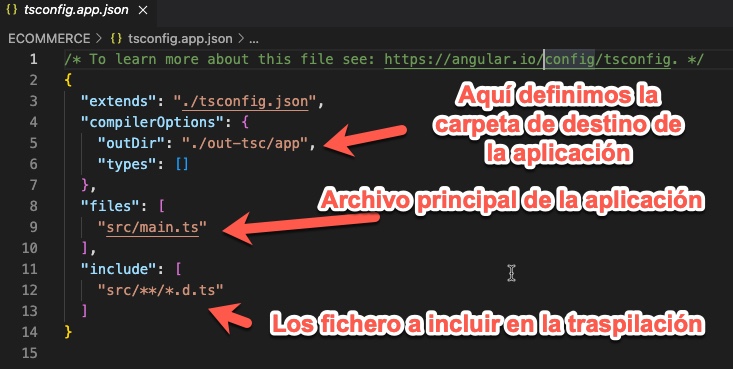 {} tsconfig.app.json ×
ECOMMERCE > {} tsconfig.app.json > ...
1 /* To learn more about this file see: https://angular.io/config/tsconfig. */
2 {
3 "extends": "./tsconfig.json",
4 "compilerOptions": {
5 "outDir": "./out-tsc/app",
6 "types": []
7 },
8 "files": [
9 "src/main.ts"
10 ],
11 "include": [
12 "src/**/*.d.ts"
13 ]
14 }
15
Aquí definimos la
carpeta de destino de
la aplicación
Archivo principal de la aplicación
Los fichero a incluir en la traspilación